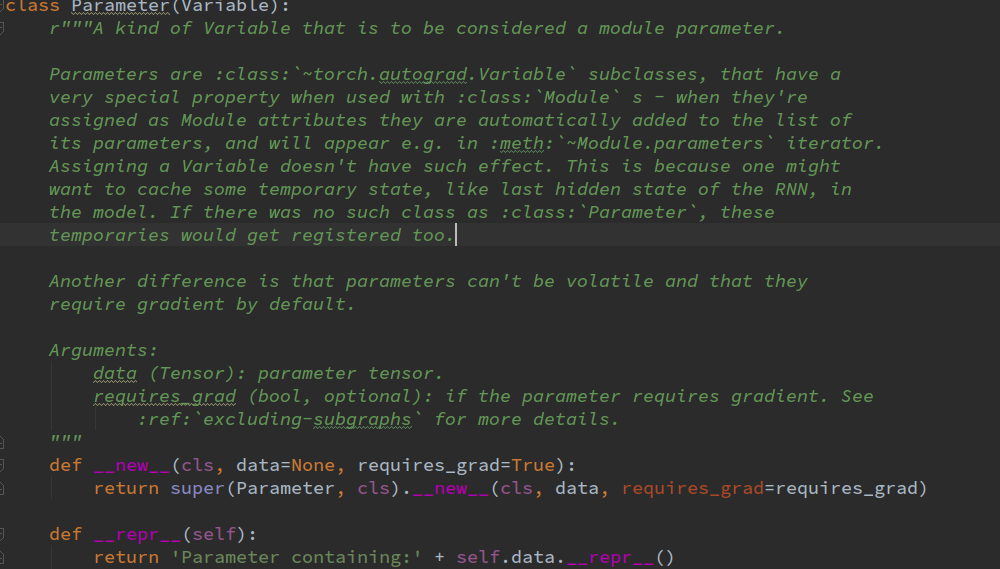 class Parameter(Variable):
    r"""A kind of Variable that is to be considered a module parameter.

    Parameters are :class:`~torch.autograd.Variable` subclasses, that have a
    very special property when used with :class:`Module` s - when they're
    assigned as Module attributes they are automatically added to the list of
    its parameters, and will appear e.g. in :meth:`~Module.parameters` iterator.
    Assigning a Variable doesn't have such effect. This is because one might
    want to cache some temporary state, like last hidden state of the RNN, in
    the model. If there was no such class as :class:`Parameter`, these
    temporaries would get registered too.

    Another difference is that parameters can't be volatile and that they
    require gradient by default.

    Arguments:
        data (Tensor): parameter tensor.
        requires_grad (bool, optional): if the parameter requires gradient. See
            :ref:`excluding-subgraphs` for more details.
    """
    def __new__(cls, data=None, requires_grad=True):
        return super(Parameter, cls).__new__(cls, data, requires_grad=requires_grad)

    def __repr__(self):
        return 'Parameter containing:' + self.data.__repr__()